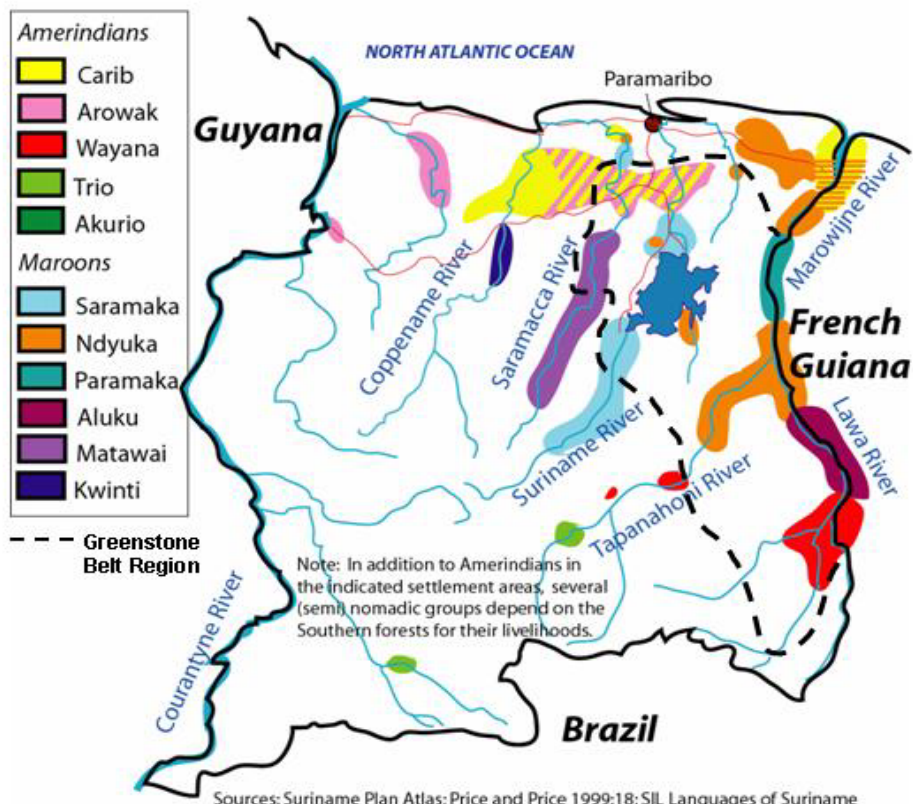 Amerindians
Carib
Arowak
Wayana
Trio
Akurio
Maroons
Saramaka
Ndyuka
Paramaka
Aluku
Matawai
Kwinti
Greenstone
Belt Region
NORTH ATLANTIC OCEAN
Paramaribo
Guyana
Marowijne River
Coppename River
Saramacca River
French
Guiana
Lawa River
Suriname River
Tapanahoni River
Note: In addition to Amerindians in
the indicated settlement areas, several
(semi) nomadic groups depend on the
Southern forests for their livelihoods.
Courantyne River
Brazil
Sources: Suriname Plan Atlas; Price and Price 1999:18; SIL Languages of Suriname